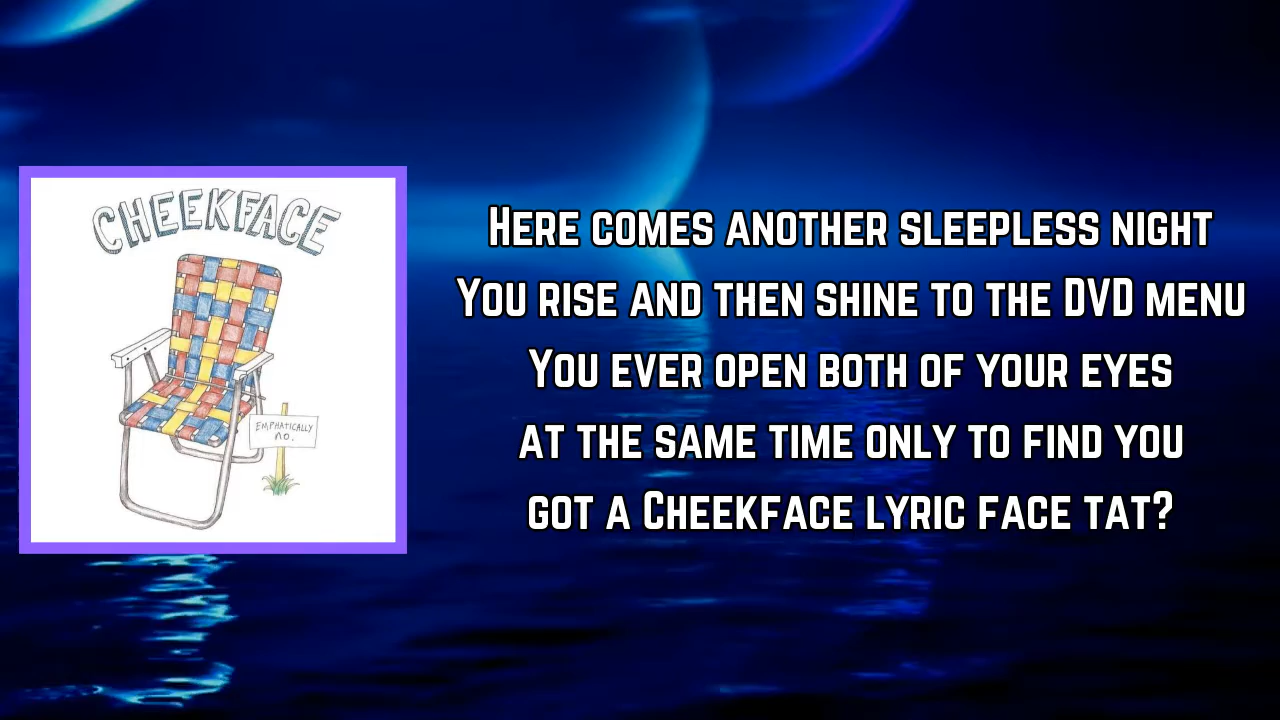 CHEEKFACE
EMPHATICALLY
NO.
Here comes another sleepless night
You rise and then shine to the DVD menu
You ever open both of your eyes
at the same time only to find you
got a Cheekface lyric face tat?